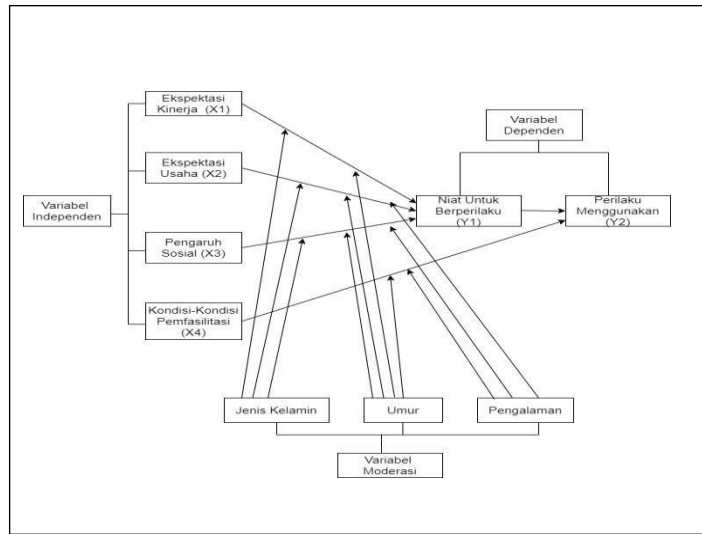 Ekspektasi
Kinerja (X1)
Variabel
Dependen
Ekspektasi
Usaha (X2)
Variabel
Independen
Niat Untuk
Berperilaku
(Y1)
Perilaku
Menggunakan
(Y2)
Pengaruh
Sosial (X3)
Kondisi-Kondisi
Pemfasilitasi
(X4)
Jenis Kelamin
Umur
Pengalaman
Variabel
Moderasi